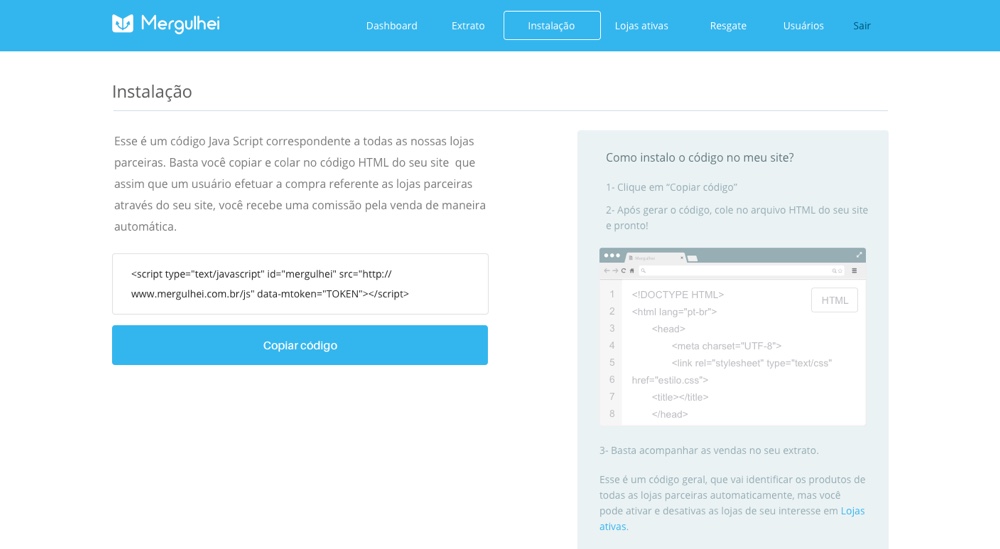 Mergulhei
Dashboard
Extrato
Instalação
Lojas ativas
Resgate
Usuários
Sair
Instalação
Esse é um código Java Script correspondente a todas as nossas lojas
parceiras. Basta você copiar e colar no código HTML do seu site que
assim que um usuário efetuar a compra referente as lojas parceiras
através do seu site, você recebe uma comissão pela venda de maneira
automática.
<script type="text/javascript" id="mergulhei" src="http://
www.mergulhei.com.br/js" data-mtoken="TOKEN"></script>
Copiar código
Como instalo o código no meu site?
1- Clique em “Copiar código”
2- Após gerar o código, cole no arquivo HTML do seu site
e pronto!
Mergulhei
HTML
1 <!DOCTYPE HTML>
2 <html lang="pt-br">
3 <head>
4 <meta charset="UTF-8">
5 <link rel="stylesheet" type="text/css"
6 href="estilo.css">
7 <title></title>
8 </head>
3- Basta acompanhar as vendas no seu extrato.
Esse é um código geral, que vai identificar os produtos de
todas as lojas parceiras automaticamente, mas você
pode ativar e desativas as lojas de seu interesse em Lojas
ativas.